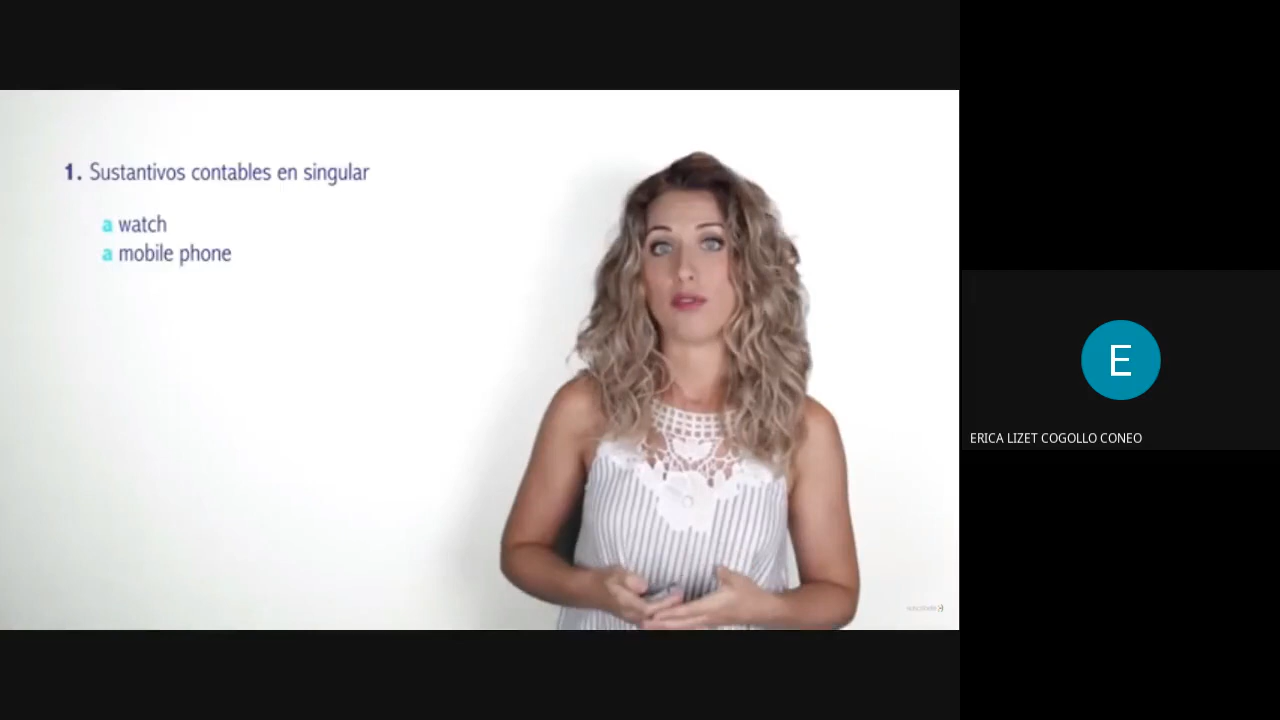 1. Sustantivos contables en singular
a watch
a mobile phone
E
ERICA LIZET COGOLLO CONEO